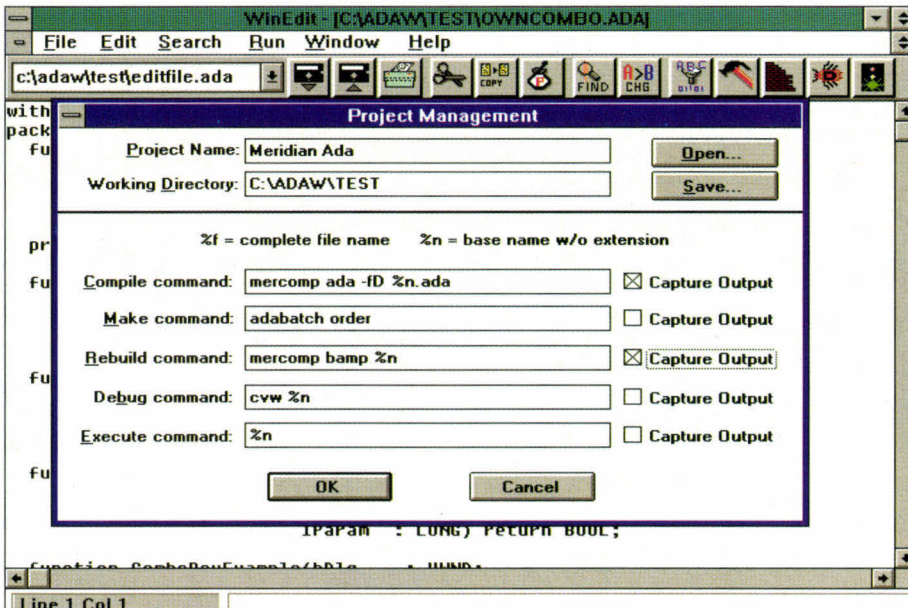 WinEdit - [C:\ADAW\TEST\OWNCOMBO.ADA]
File Edit Search Run Window Help
c:\adaw\test\editfile.ada
COPY P FIND A>B CHG A-B-C 01101
with
pack
fu
Project Management
Project Name: Meridian Ada Open...
Working Directory: C:\ADAW\TEST Save...
%f = complete file name %n = base name w/o extension
pr
fu
Compile command: mercomp ada -fD %n.ada Capture Output
Make command: adabatch order Capture Output
Rebuild command: mercomp bamp %n Capture Output
fu
Debug command: cvw %n Capture Output
Execute command: %n Capture Output
fu
OK Cancel
lParam : LONG) return BOOL;
Line 1 Col 1